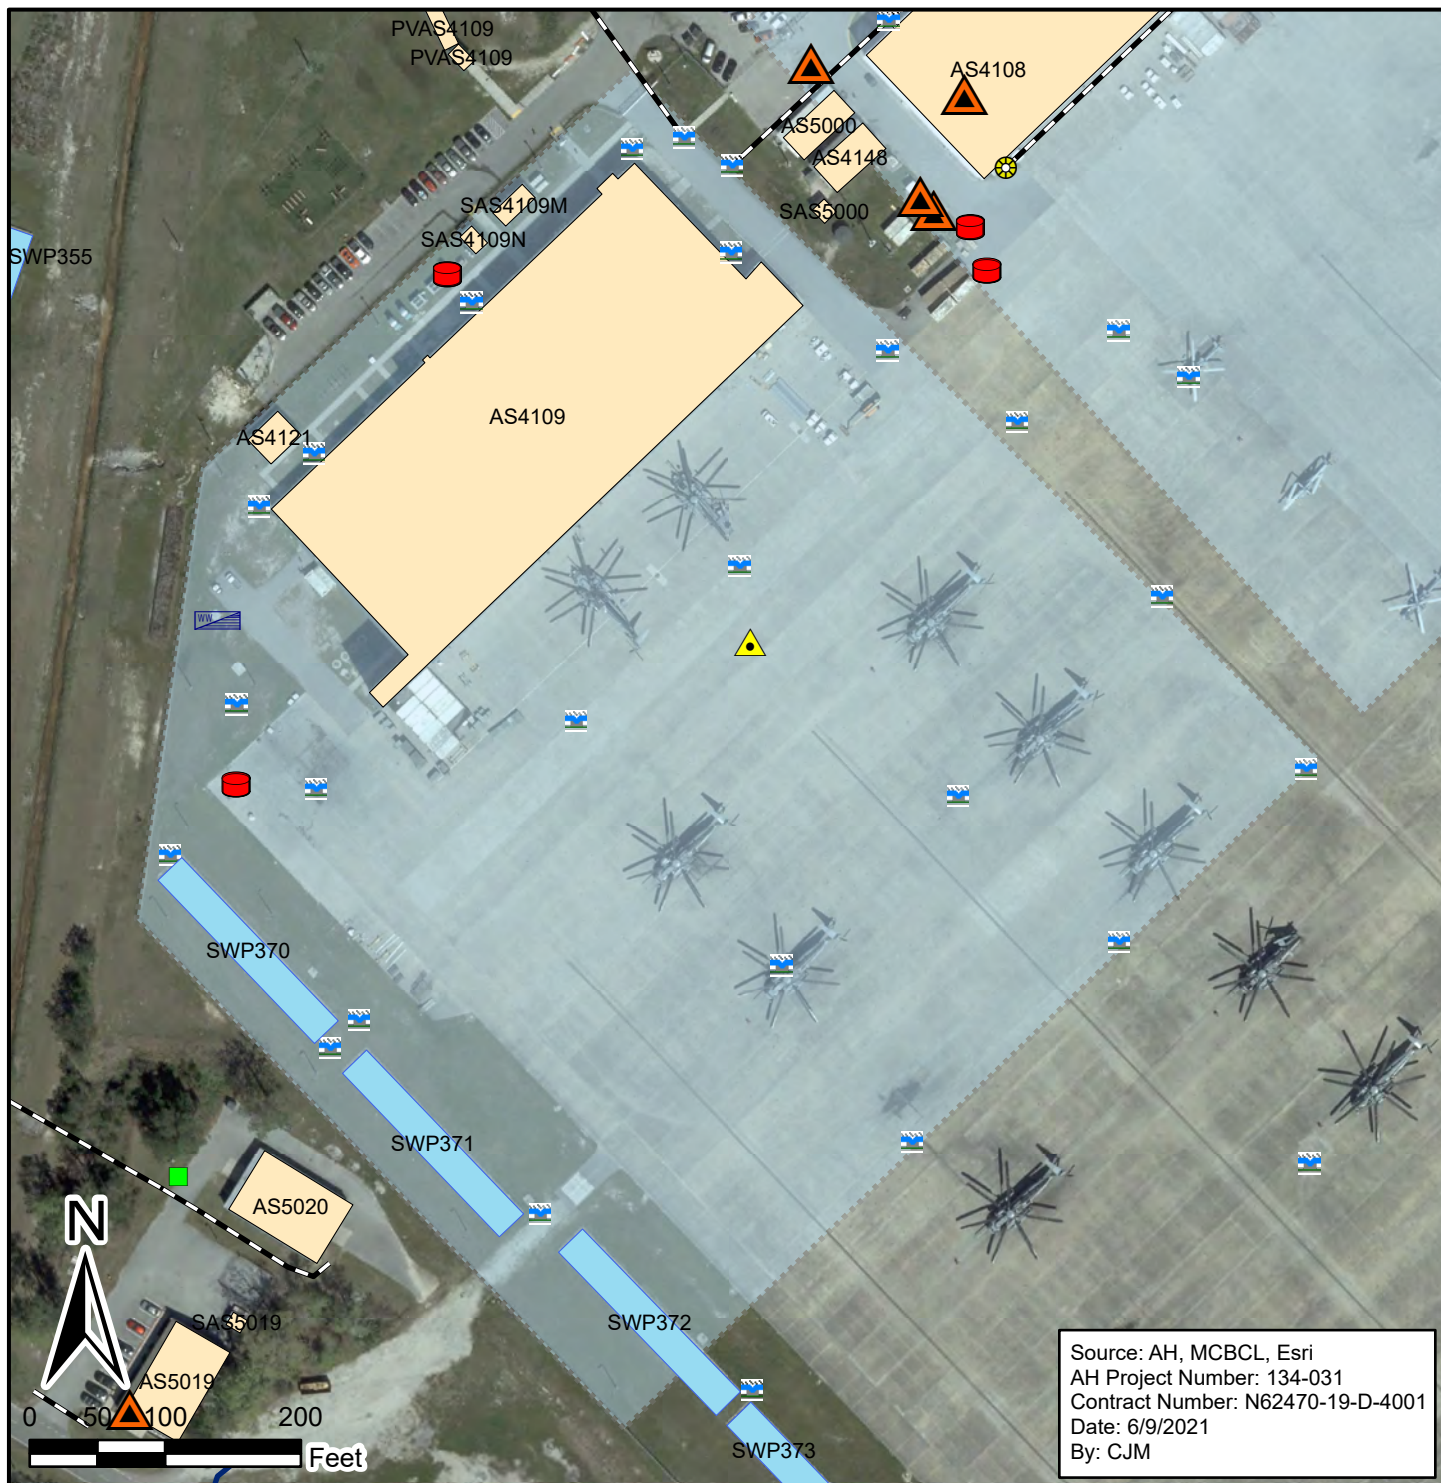 PVAS4109
PVAS4109
AS4108
AS5000
AS4148
SAS4109M
SAS5000
SAS4109N
SWP355
AS4109
AS4121
WW
SWP370
SWP371
AS5020
N
SAS5019
SWP372
AS5019
0 50 100 200
Feet
SWP373
Source: AH, MCBCL, Esri
AH Project Number: 134-031
Contract Number: N62470-19-D-4001
Date: 6/9/2021
By: CJM